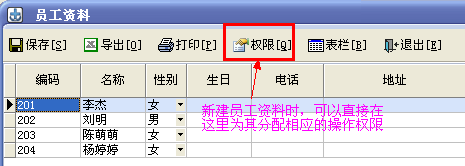 员工资料
保存[S] 导出[O] 打印[P] 权限[Q] 表栏[B] 退出[E]
编码 名称 性别 生日 电话 地址
201 李杰 女
202 刘明 男
203 陈萌萌 女
204 杨婷婷 女
新建员工资料时，可以直接在
这里为其分配相应的操作权限